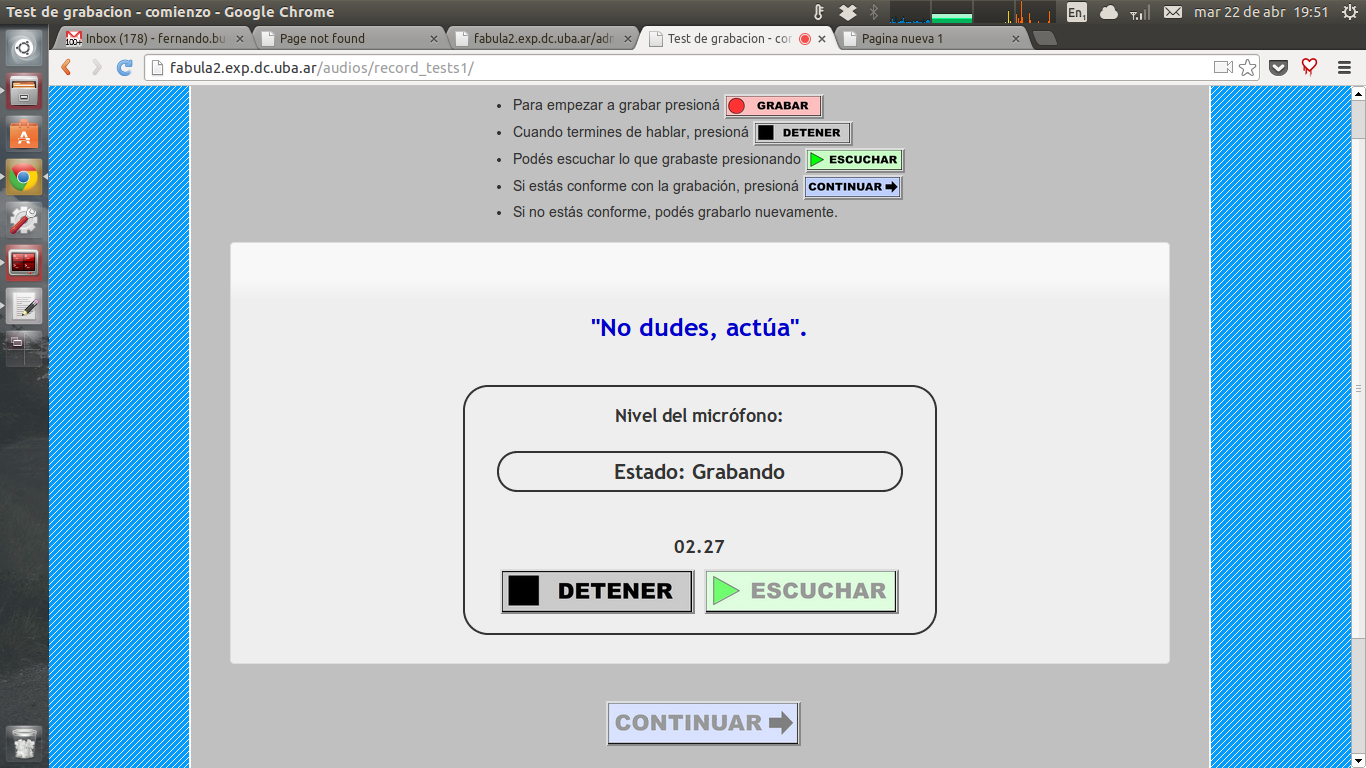 Test de grabacion - comienzo - Google Chrome
En1
mar 22 de abr 19:51
100+
Inbox (178) - fernando.bu
Page not found
fabula2.exp.dc.uba.ar/adr
Test de grabacion - cor
Pagina nueva 1
fabula2.exp.dc.uba.ar/audios/record_tests1/
• Para empezar a grabar presioná GRABAR
• Cuando termines de hablar, presioná DETENER
• Podés escuchar lo que grabaste presionando ESCUCHAR
• Si estás conforme con la grabación, presioná CONTINUAR
• Si no estás conforme, podés grabarlo nuevamente.
"No dudes, actúa".
Nivel del micrófono:
Estado: Grabando
02.27
DETENER ESCUCHAR
CONTINUAR